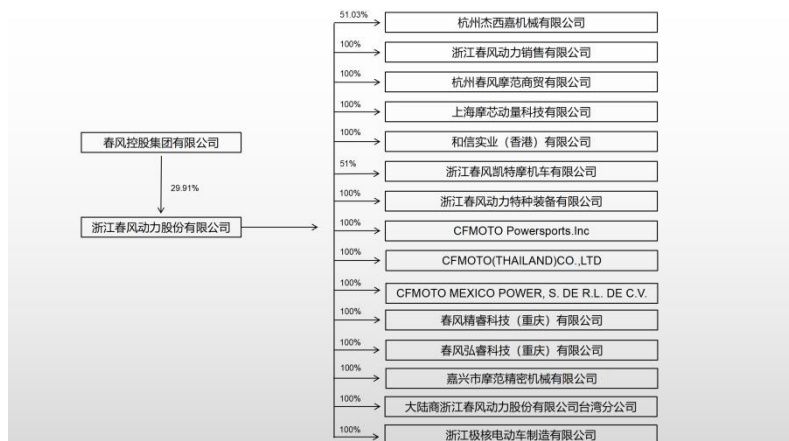 51.03%
杭州杰西嘉机械有限公司
100%
浙江春风动力销售有限公司
100%
杭州春风摩范商贸有限公司
100%
上海摩芯动量科技有限公司
春风控股集团有限公司
100%
和信实业（香港）有限公司
51%
浙江春风凯特摩机车有限公司
29.91%
100%
浙江春风动力特种装备有限公司
浙江春风动力股份有限公司
100%
CFMOTO Powersports.Inc
100%
CFMOTO(THAILAND)CO.,LTD
100%
CFMOTO MEXICO POWER, S. DE R.L. DE C.V.
100%
春风精睿科技（重庆）有限公司
100%
春风弘睿科技（重庆）有限公司
100%
嘉兴市摩范精密机械有限公司
100%
大陆商浙江春风动力股份有限公司台湾分公司
100%
浙江极核电动车制造有限公司